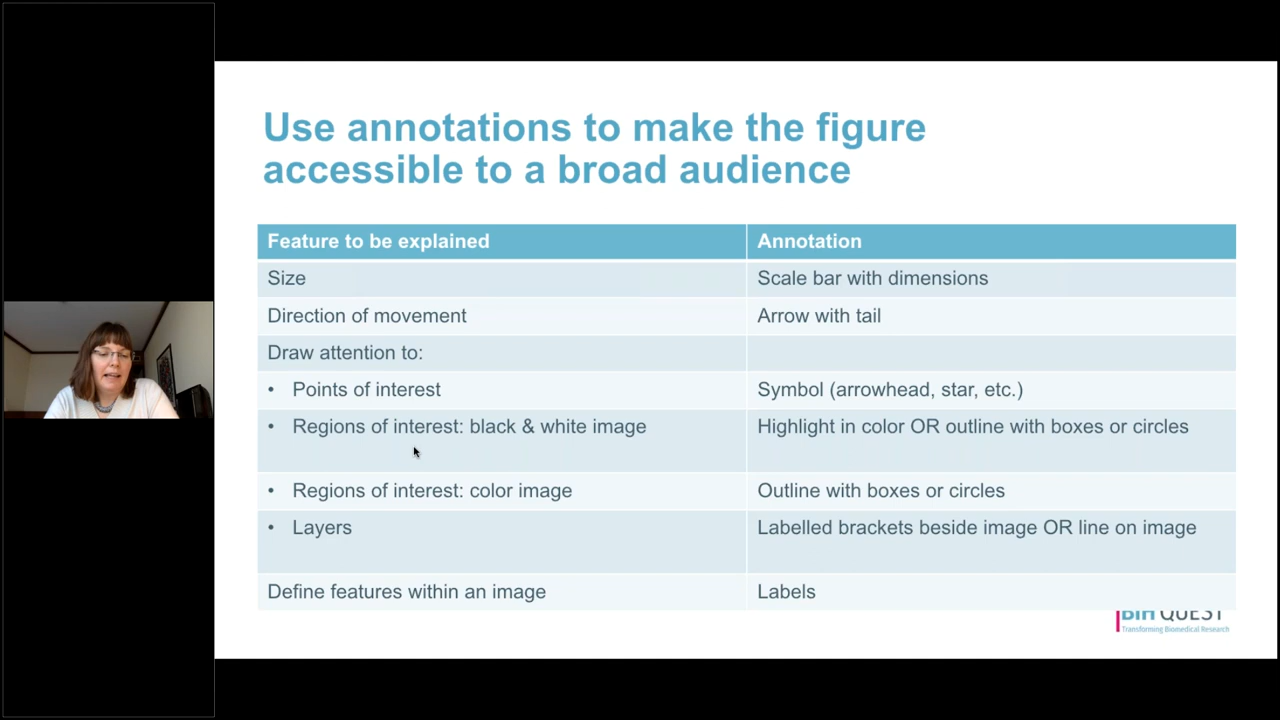 Use annotations to make the figure
accessible to a broad audience
Feature to be explained Annotation
Size Scale bar with dimensions
Direction of movement Arrow with tail
Draw attention to:
• Points of interest Symbol (arrowhead, star, etc.)
• Regions of interest: black & white image Highlight in color OR outline with boxes or circles
• Regions of interest: color image Outline with boxes or circles
• Layers Labelled brackets beside image OR line on image
Define features within an image Labels
BIH QUEST
Transforming Biomedical Research